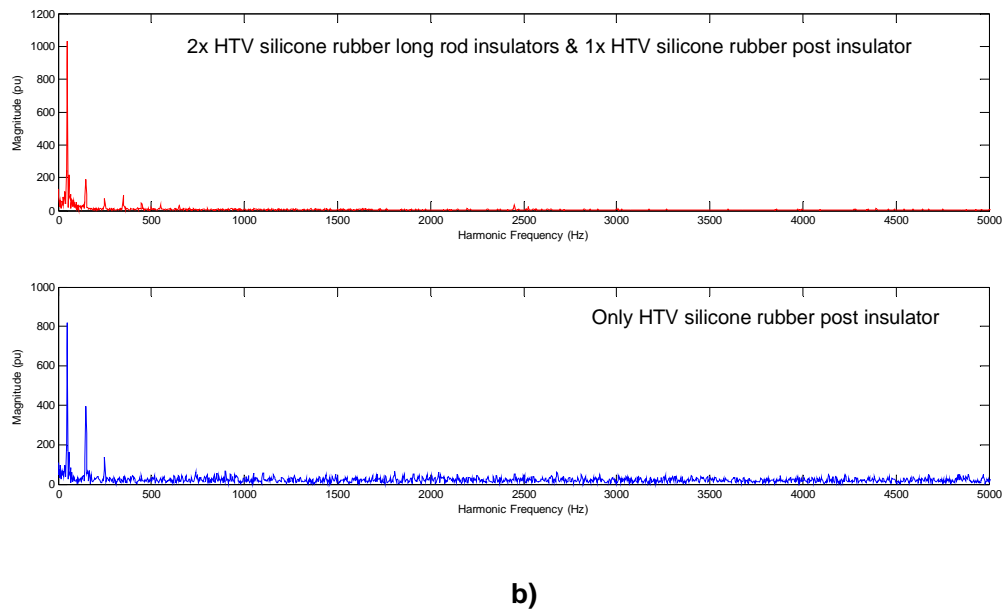 1200
1000
800
600
400
200
0
Magnitude (pu)
2x HTV silicone rubber long rod insulators & 1x HTV silicone rubber post insulator
0 500 1000 1500 2000 2500 3000 3500 4000 4500 5000
Harmonic Frequency (Hz)
1000
800
600
400
200
0
Magnitude (pu)
Only HTV silicone rubber post insulator
0 500 1000 1500 2000 2500 3000 3500 4000 4500 5000
Harmonic Frequency (Hz)
b)